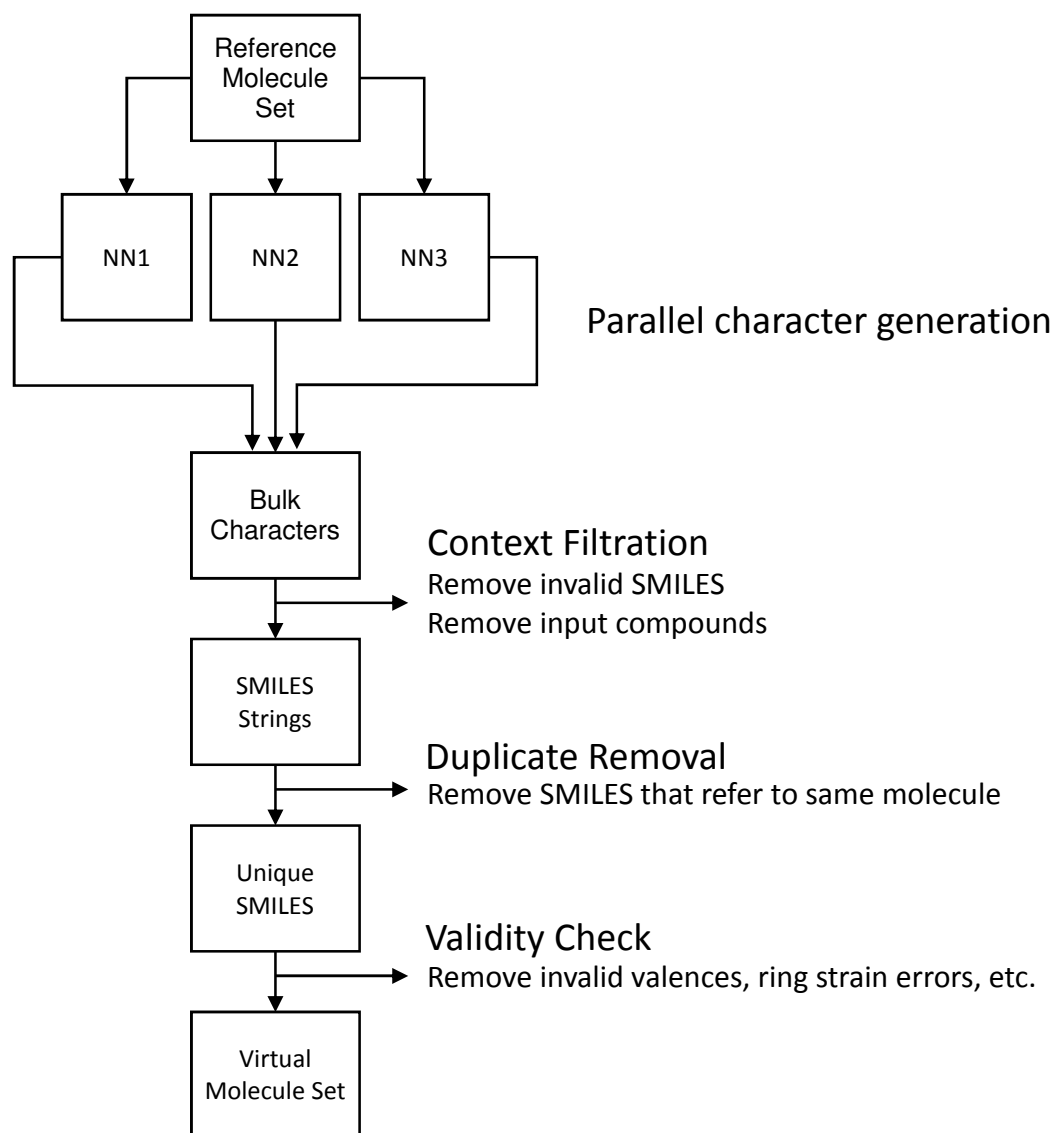 Reference
Molecule
Set
NN1
NN2
NN3
Parallel character generation
Bulk
Characters
Context Filtration
Remove invalid SMILES
Remove input compounds
SMILES
Strings
Duplicate Removal
Remove SMILES that refer to same molecule
Unique
SMILES
Validity Check
Remove invalid valences, ring strain errors, etc.
Virtual
Molecule Set